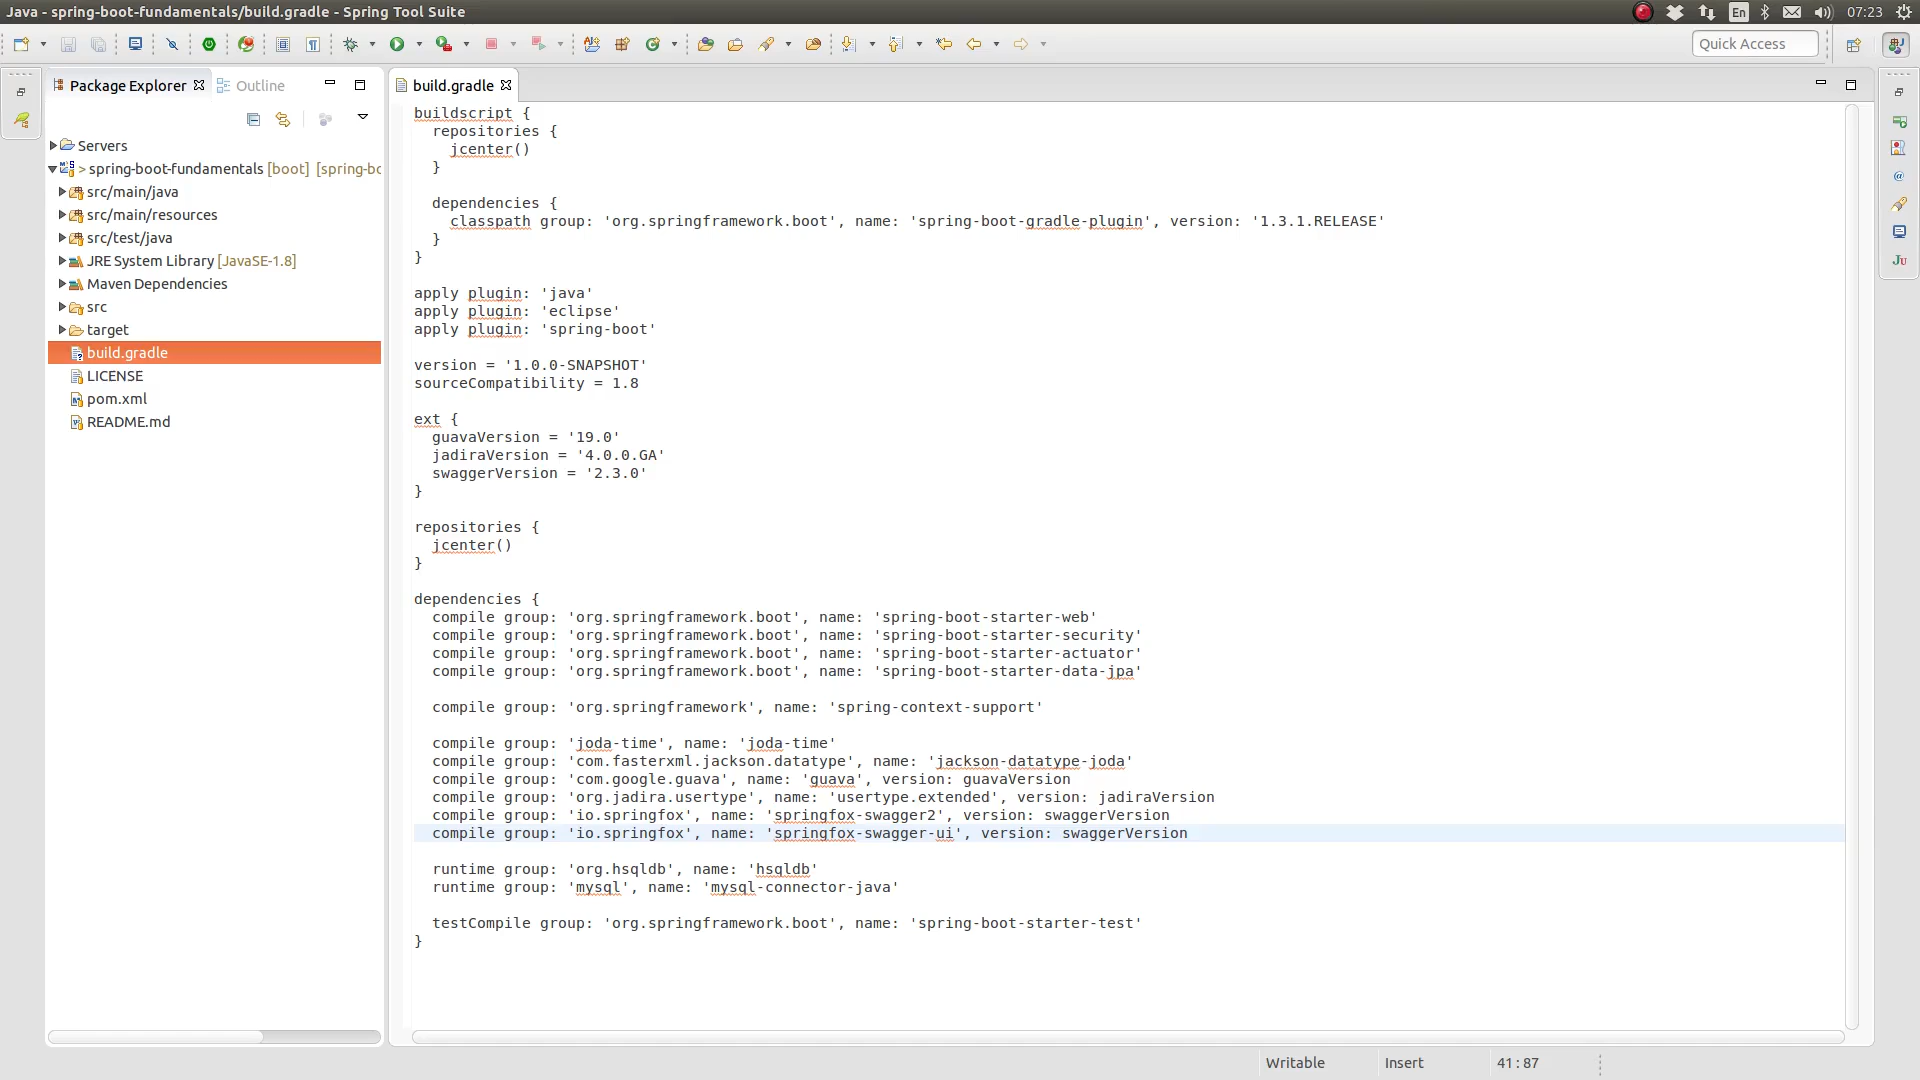 Java - spring-boot-fundamentals/build.gradle - Spring Tool Suite
En
07:23
Quick Access
Package Explorer
Outline
Servers
> spring-boot-fundamentals [boot] [spring-bo
src/main/java
src/main/resources
src/test/java
JRE System Library [JavaSE-1.8]
Maven Dependencies
src
target
build.gradle
LICENSE
pom.xml
README.md
build.gradle
buildscript {
  repositories {
    jcenter()
  }

  dependencies {
    classpath group: 'org.springframework.boot', name: 'spring-boot-gradle-plugin', version: '1.3.1.RELEASE'
  }
}

apply plugin: 'java'
apply plugin: 'eclipse'
apply plugin: 'spring-boot'

version = '1.0.0-SNAPSHOT'
sourceCompatibility = 1.8

ext {
  guavaVersion = '19.0'
  jadiraVersion = '4.0.0.GA'
  swaggerVersion = '2.3.0'
}

repositories {
  jcenter()
}

dependencies {
  compile group: 'org.springframework.boot', name: 'spring-boot-starter-web'
  compile group: 'org.springframework.boot', name: 'spring-boot-starter-security'
  compile group: 'org.springframework.boot', name: 'spring-boot-starter-actuator'
  compile group: 'org.springframework.boot', name: 'spring-boot-starter-data-jpa'

  compile group: 'org.springframework', name: 'spring-context-support'

  compile group: 'joda-time', name: 'joda-time'
  compile group: 'com.fasterxml.jackson.datatype', name: 'jackson-datatype-joda'
  compile group: 'com.google.guava', name: 'guava', version: guavaVersion
  compile group: 'org.jadira.usertype', name: 'usertype.extended', version: jadiraVersion
  compile group: 'io.springfox', name: 'springfox-swagger2', version: swaggerVersion
  compile group: 'io.springfox', name: 'springfox-swagger-ui', version: swaggerVersion

  runtime group: 'org.hsqldb', name: 'hsqldb'
  runtime group: 'mysql', name: 'mysql-connector-java'

  testCompile group: 'org.springframework.boot', name: 'spring-boot-starter-test'
}
Ju
Writable
Insert
41 : 87